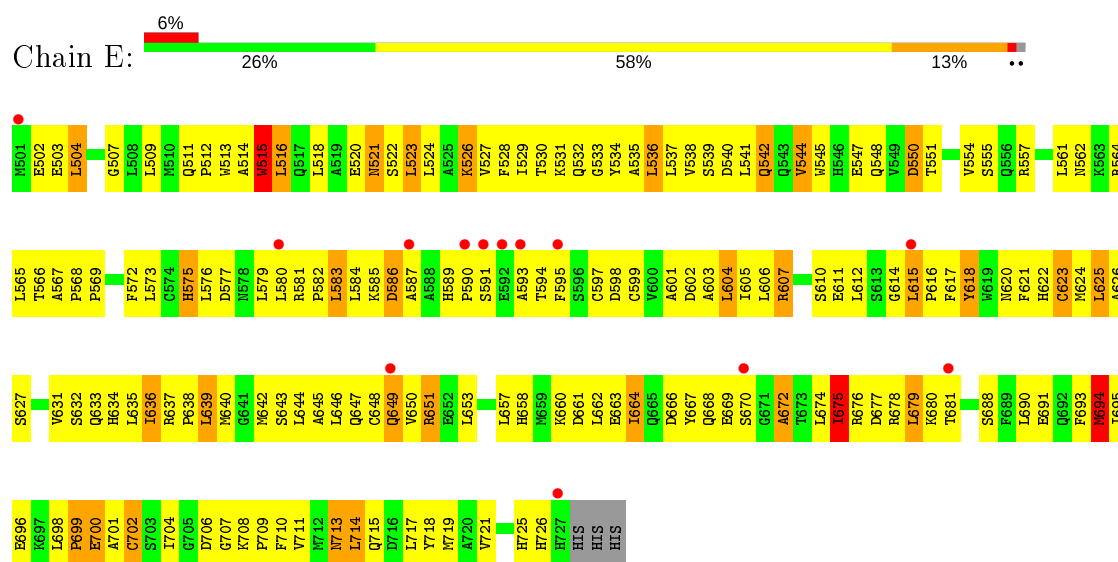 6%
Chain E:
26% 58% 13% ••
M501 E502 E503 L504 G507 L508 L509 M510 Q511 P512 W513 A514 W515 L516 Q517 L518 A519 E520 N521 S522 L523 L524 A525 K526 V527 F528 I529 T530 K531 Q532 G533 Y534 A535 L536 L537 V538 S539 D540 L541 Q542 Q543 V544 W545 H546 E547 Q548 V549 D550 T551 V554 S555 Q556 R557 L561 N562 K563 R564
L565 T566 A567 P568 P569 F572 L573 C574 H575 L576 D577 N578 L579 L580 R581 P582 L583 L584 K585 D586 A587 A588 H589 P590 S591 E592 A593 T594 F595 S596 C597 D598 C599 V600 A601 D602 A603 L604 I605 L606 R607 S610 E611 L612 S613 G614 L615 P616 F617 Y618 W619 N620 F621 H622 C623 M624 L625 A626
S627 V631 S632 Q633 H634 L635 I636 R637 P638 L639 M640 G641 M642 S643 L644 A645 L646 Q647 C648 Q649 V650 R651 E652 L653 L657 H658 M659 K660 D661 L662 E663 I664 Q665 D666 Y667 Q668 E669 S670 G671 A672 T673 L674 I675 R676 D677 R678 L679 K680 T681 S688 F689 L690 E691 Q692 F693 M694 I695
E696 K697 L698 P699 E700 A701 C702 S703 I704 G705 D706 G707 K708 P709 F710 V711 M712 N713 L714 Q715 D716 L717 Y718 M719 A720 V721 H725 H726 H727 HIS HIS HIS